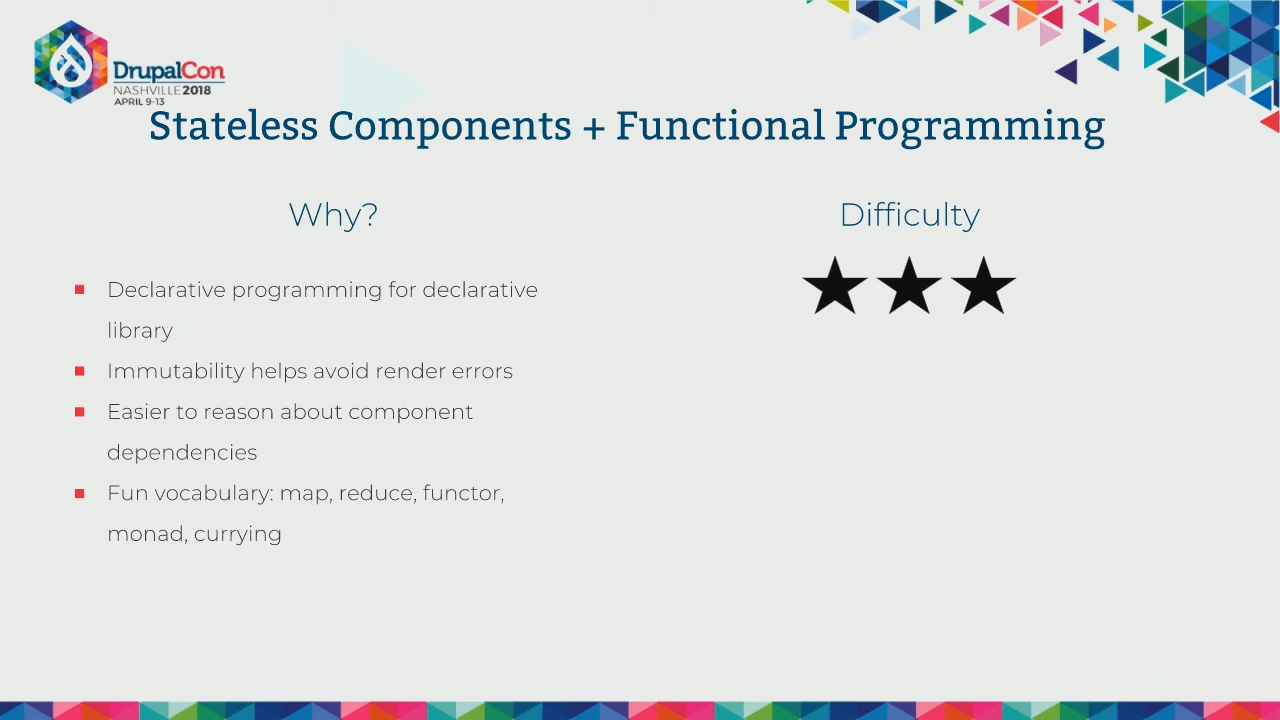 DrupalCon
NASHVILLE 2018
APRIL 9-13
Stateless Components + Functional Programming
Why?
Declarative programming for declarative
library
Immutability helps avoid render errors
Easier to reason about component
dependencies
Fun vocabulary: map, reduce, functor,
monad, currying
Difficulty